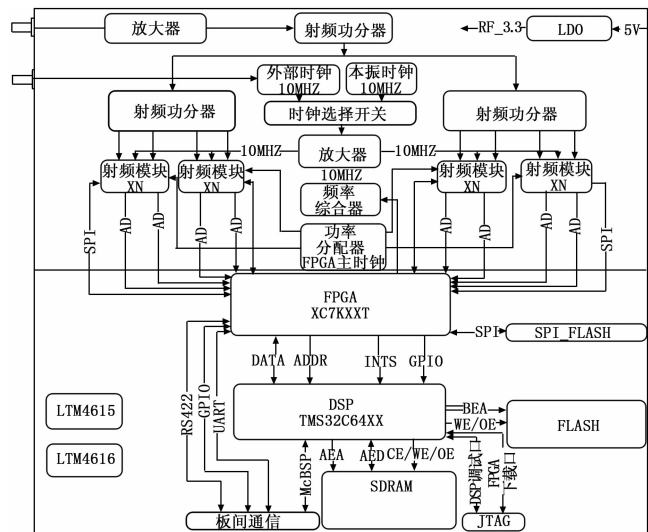 放大器
射频功分器
RF_3.3
LDO
5V
外部时钟
10MHZ
本振时钟
10MHZ
射频功分器
时钟选择开关
射频功分器
10MHZ
放大器
10MHZ
射频模块
XN
射频模块
XN
10MHZ
射频模块
XN
射频模块
XN
频率
综合器
SPI
AD
AD
AD
AD
功率
分配器
FPGA主时钟
AD
AD
AD
AD
SPI
FPGA
XC7KXXT
SPI
SPI_FLASH
DATA
ADDR
INTS
GPIO
RS422
GPIO
UART
DSP
TMS32C64XX
BEA
WE/OE
FLASH
LTM4615
LTM4616
McBSP
AEA
AED
CE/WE/OE
SDRAM
DSP调试口
FPGA
下载口
板间通信
JTAG